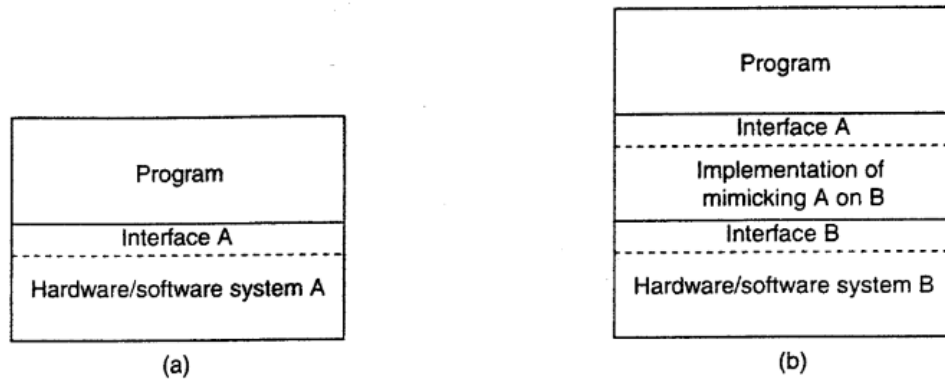 Program
Interface A
Hardware/software system A
(a)
Program
Interface A
Implementation of
mimicking A on B
Interface B
Hardware/software system B
(b)